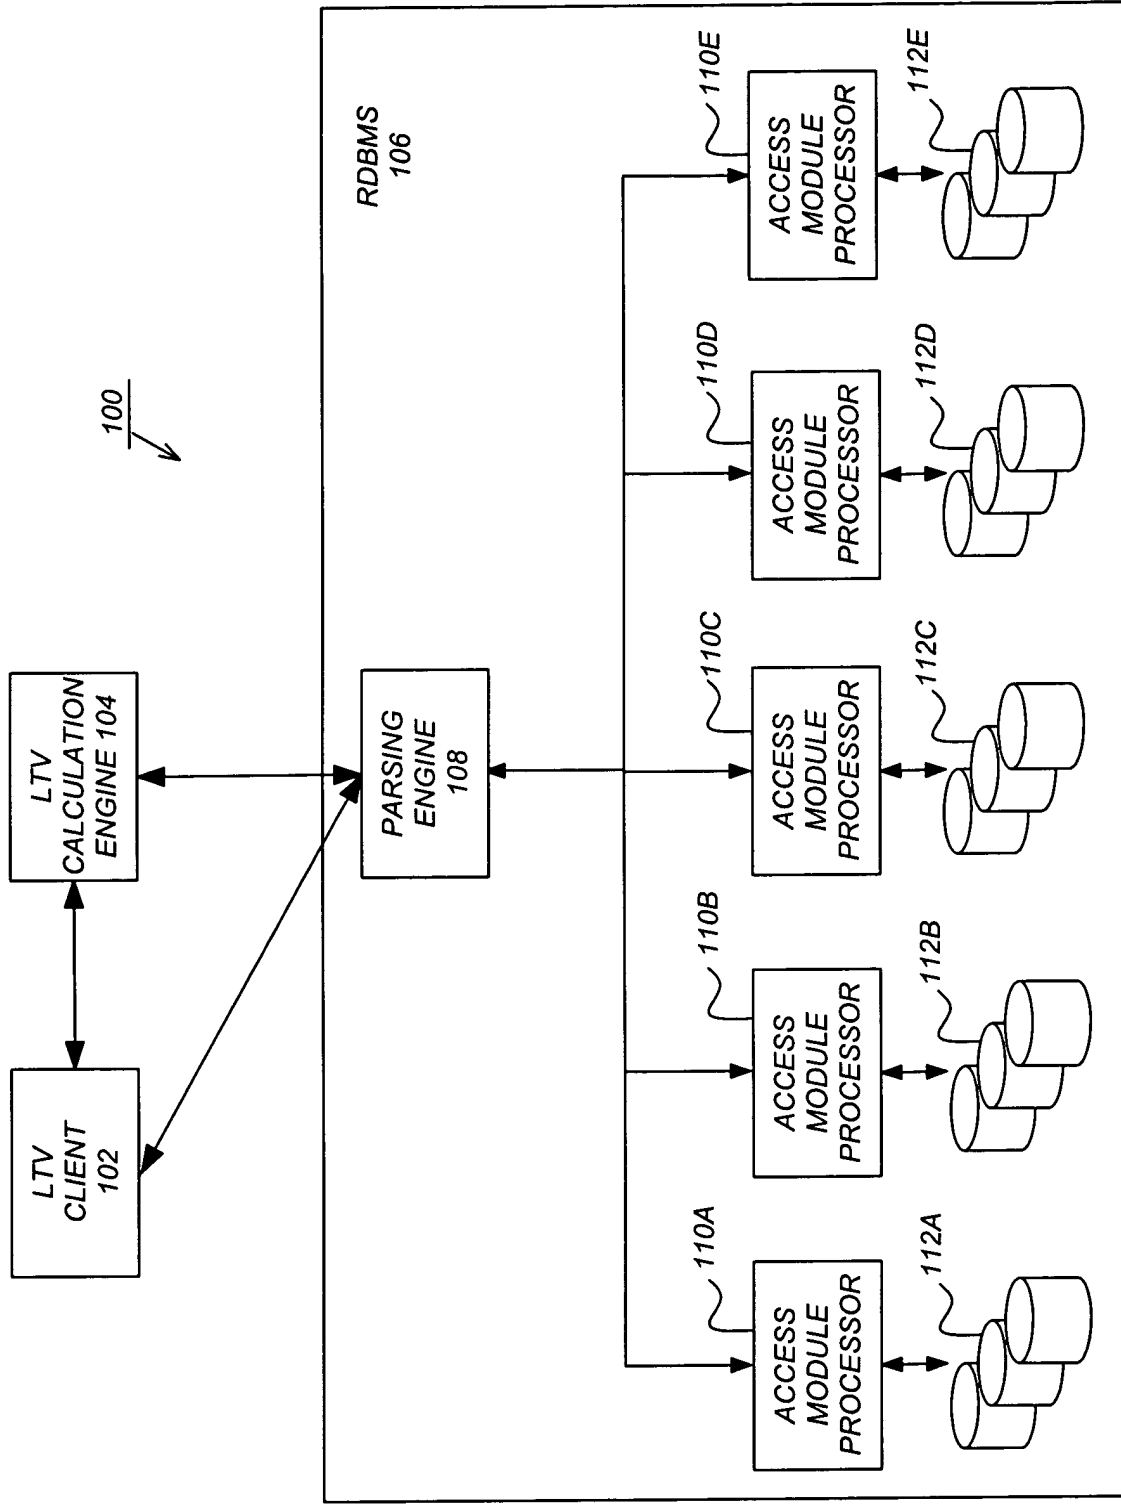 100
LTV
CLIENT
102
LTV
CALCULATION
ENGINE 104
RDBMS
106
PARSING
ENGINE
108
110A
110B
110C
110D
110E
ACCESS
MODULE
PROCESSOR
ACCESS
MODULE
PROCESSOR
ACCESS
MODULE
PROCESSOR
ACCESS
MODULE
PROCESSOR
ACCESS
MODULE
PROCESSOR
112A
112B
112C
112D
112E